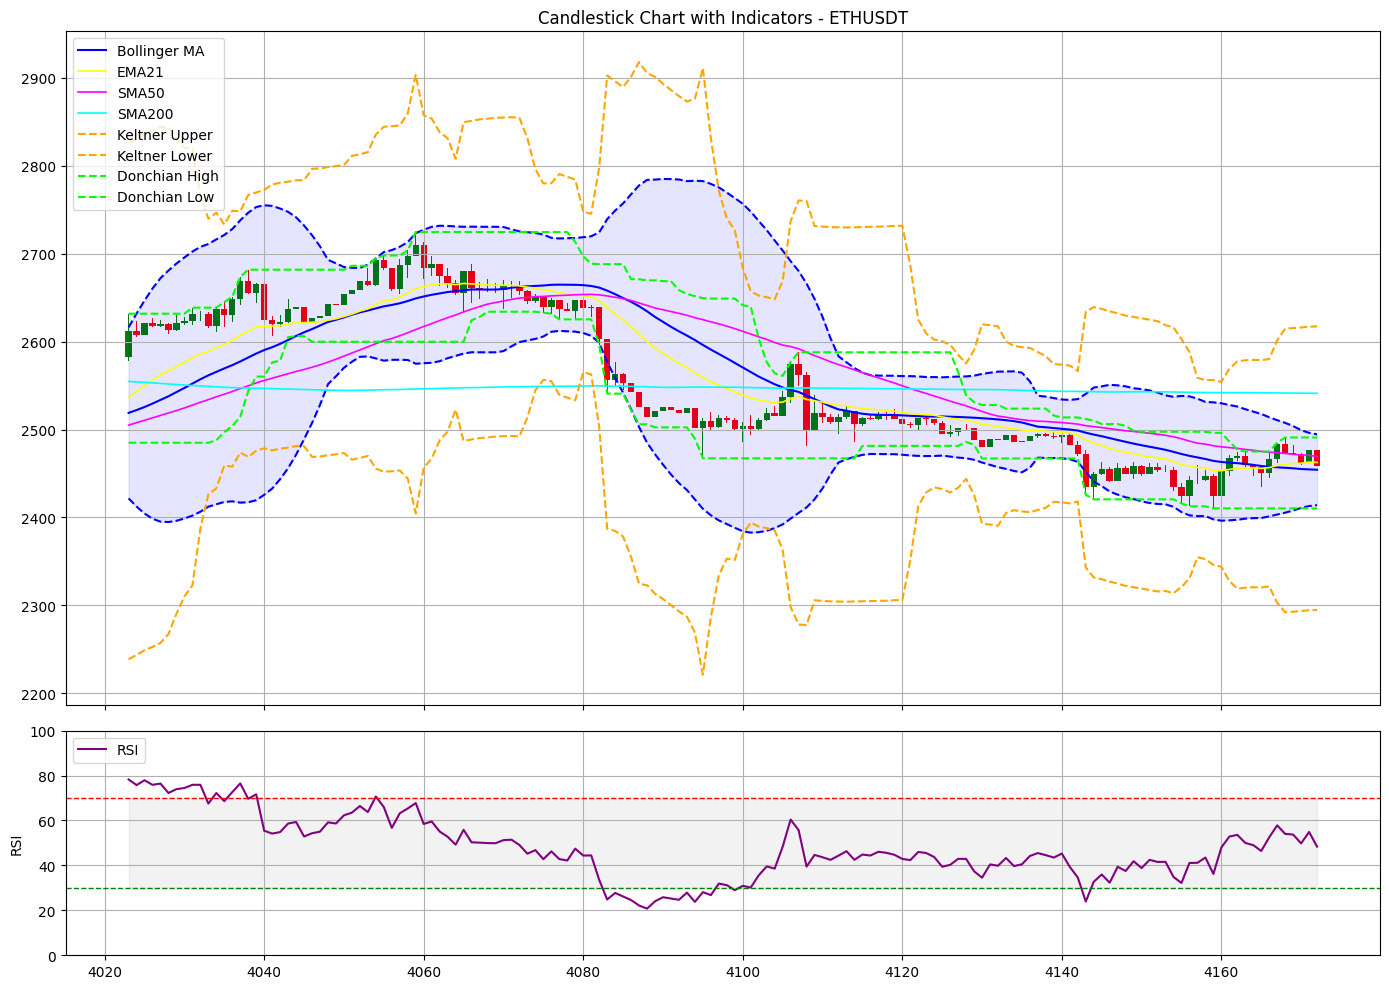 Candlestick Chart with Indicators - ETHUSDT
Bollinger MA
EMA21
SMA50
SMA200
Keltner Upper
Keltner Lower
Donchian High
Donchian Low
2900
2800
2700
2600
2500
2400
2300
2200
RSI
100
80
60
40
20
0
RSI
4020 4040 4060 4080 4100 4120 4140 4160